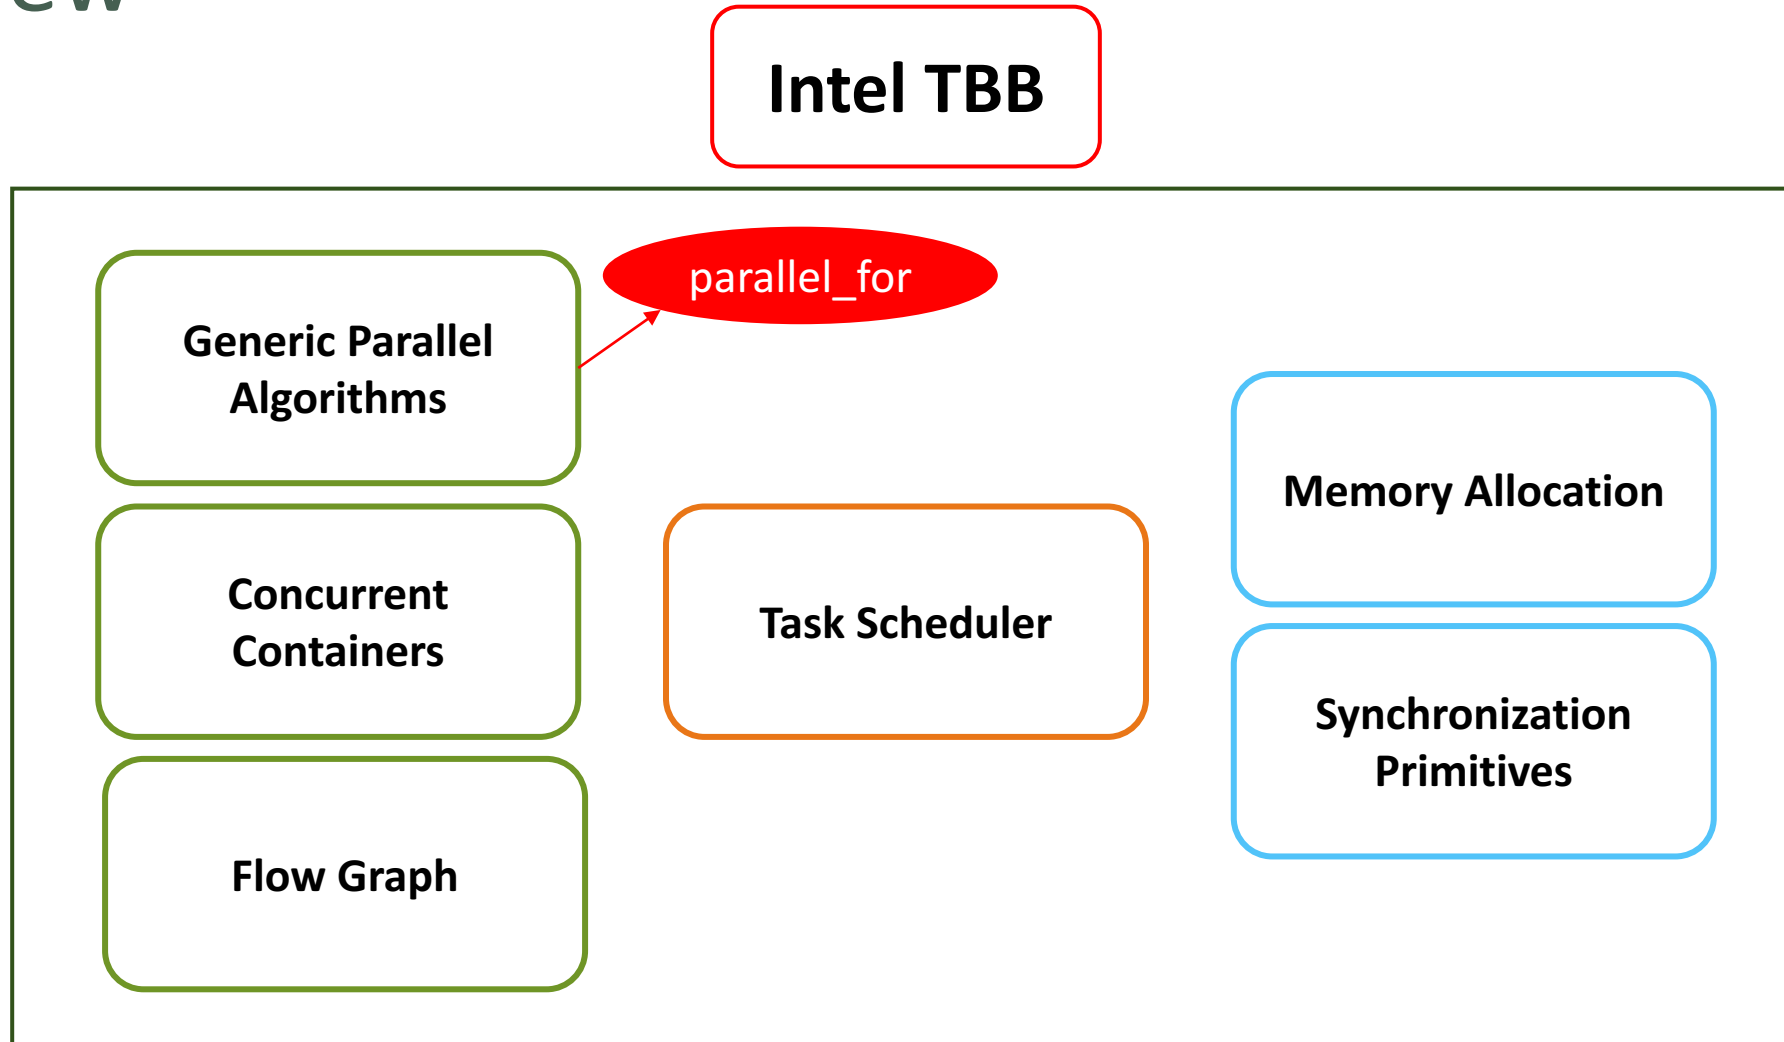 Intel TBB
parallel_for
Generic Parallel
Algorithms
Concurrent
Containers
Flow Graph
Task Scheduler
Memory Allocation
Synchronization
Primitives